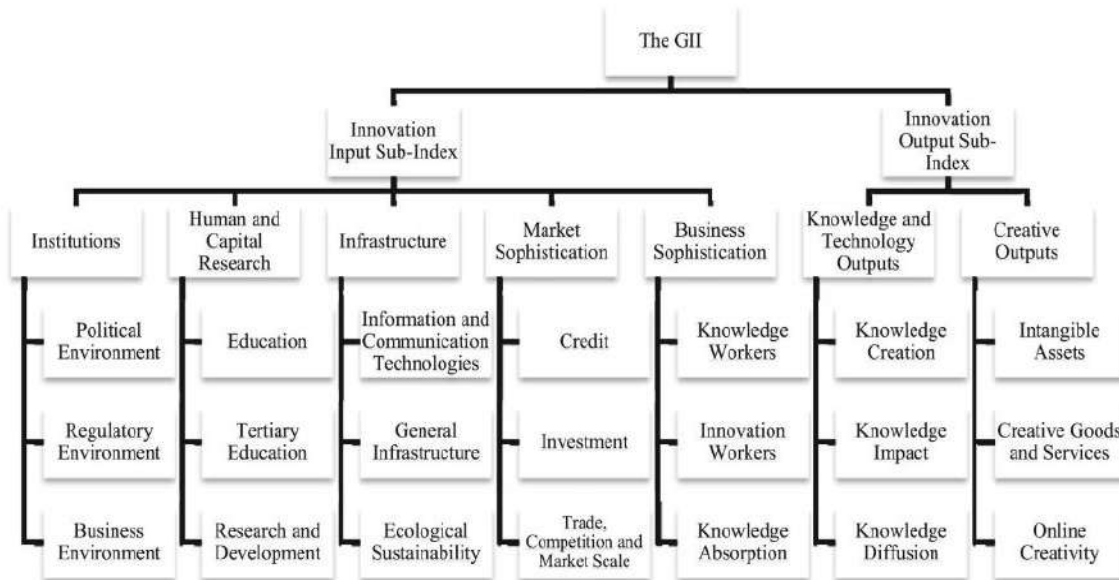 The GII
Innovation
Input Sub-Index
Innovation
Output Sub-
Index
Institutions
Human and
Capital
Research
Infrastructure
Market
Sophistication
Business
Sophistication
Knowledge and
Technology
Outputs
Creative
Outputs
Political
Environment
Education
Information and
Communication
Technologies
Credit
Knowledge
Workers
Knowledge
Creation
Intangible
Assets
Regulatory
Environment
Tertiary
Education
General
Infrastructure
Investment
Innovation
Workers
Knowledge
Impact
Creative Goods
and Services
Business
Environment
Research and
Development
Ecological
Sustainability
Trade,
Competition and
Market Scale
Knowledge
Absorption
Knowledge
Diffusion
Online
Creativity